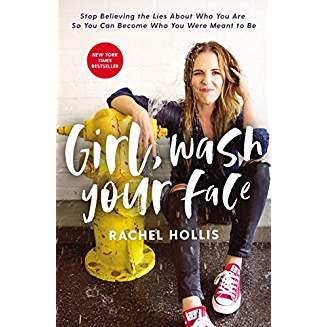 Stop Believing the Lies About Who You Are
So You Can Become Who You Were Meant to Be
NEW YORK
TIMES
BESTSELLER
Girl, wash
your face
RACHEL HOLLIS